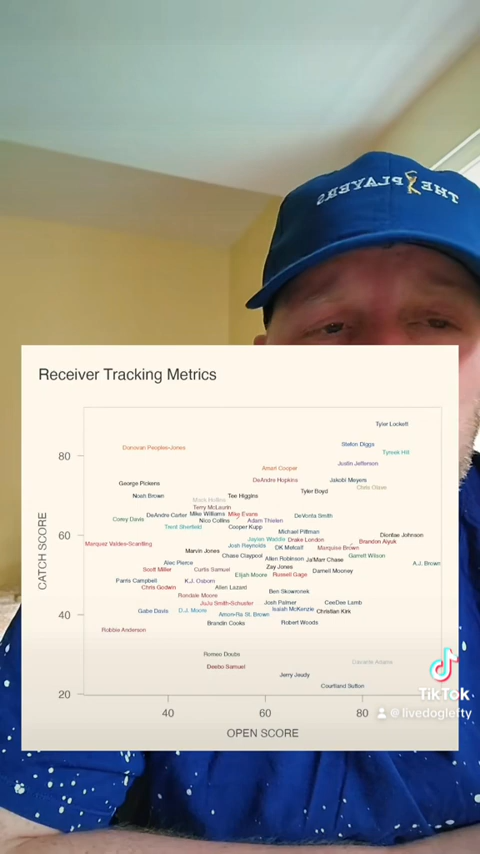 THE PLAYERS
Receiver Tracking Metrics
Tyler Lockett
Stefon Diggs
Donovan Peoples-Jones
Tyreek Hill
80
Justin Jefferson
Amari Cooper
DeAndre Hopkins
Jakobi Meyers
George Pickens
Chris Olave
Tyler Boyd
Noah Brown
Tee Higgins
Mack Hollins
Terry McLaurin
DeAndre Carter
Mike Williams
Mike Evans
DeVonta Smith
Corey Davis
Nico Collins
Adam Thielen
Trent Sherfield
Cooper Kupp
Michael Pittman
60
Diontae Johnson
Marquez Valdes-Scantling
Jaylen Waddle
Drake London
Brandon Aiyuk
Josh Reynolds
DK Metcalf
Marquise Brown
Marvin Jones
Chase Claypool
Garrett Wilson
Allen Robinson
Ja'Marr Chase
A.J. Brown
Alec Pierce
Zay Jones
Scott Miller
Curtis Samuel
Darnell Mooney
Elijah Moore
Russell Gage
Parris Campbell
K.J. Osborn
Chris Godwin
Allen Lazard
Ben Skowronek
Rondale Moore
JuJu Smith-Schuster
Josh Palmer
CeeDee Lamb
Gabe Davis
D.J. Moore
Isaiah McKenzie
Christian Kirk
40
Amon-Ra St. Brown
Brandin Cooks
Robert Woods
Robbie Anderson
Romeo Doubs
Davante Adams
Deebo Samuel
Jerry Jeudy
Courtland Sutton
20
40
60
80
CATCH SCORE
OPEN SCORE
TikTok
@livedoglefty